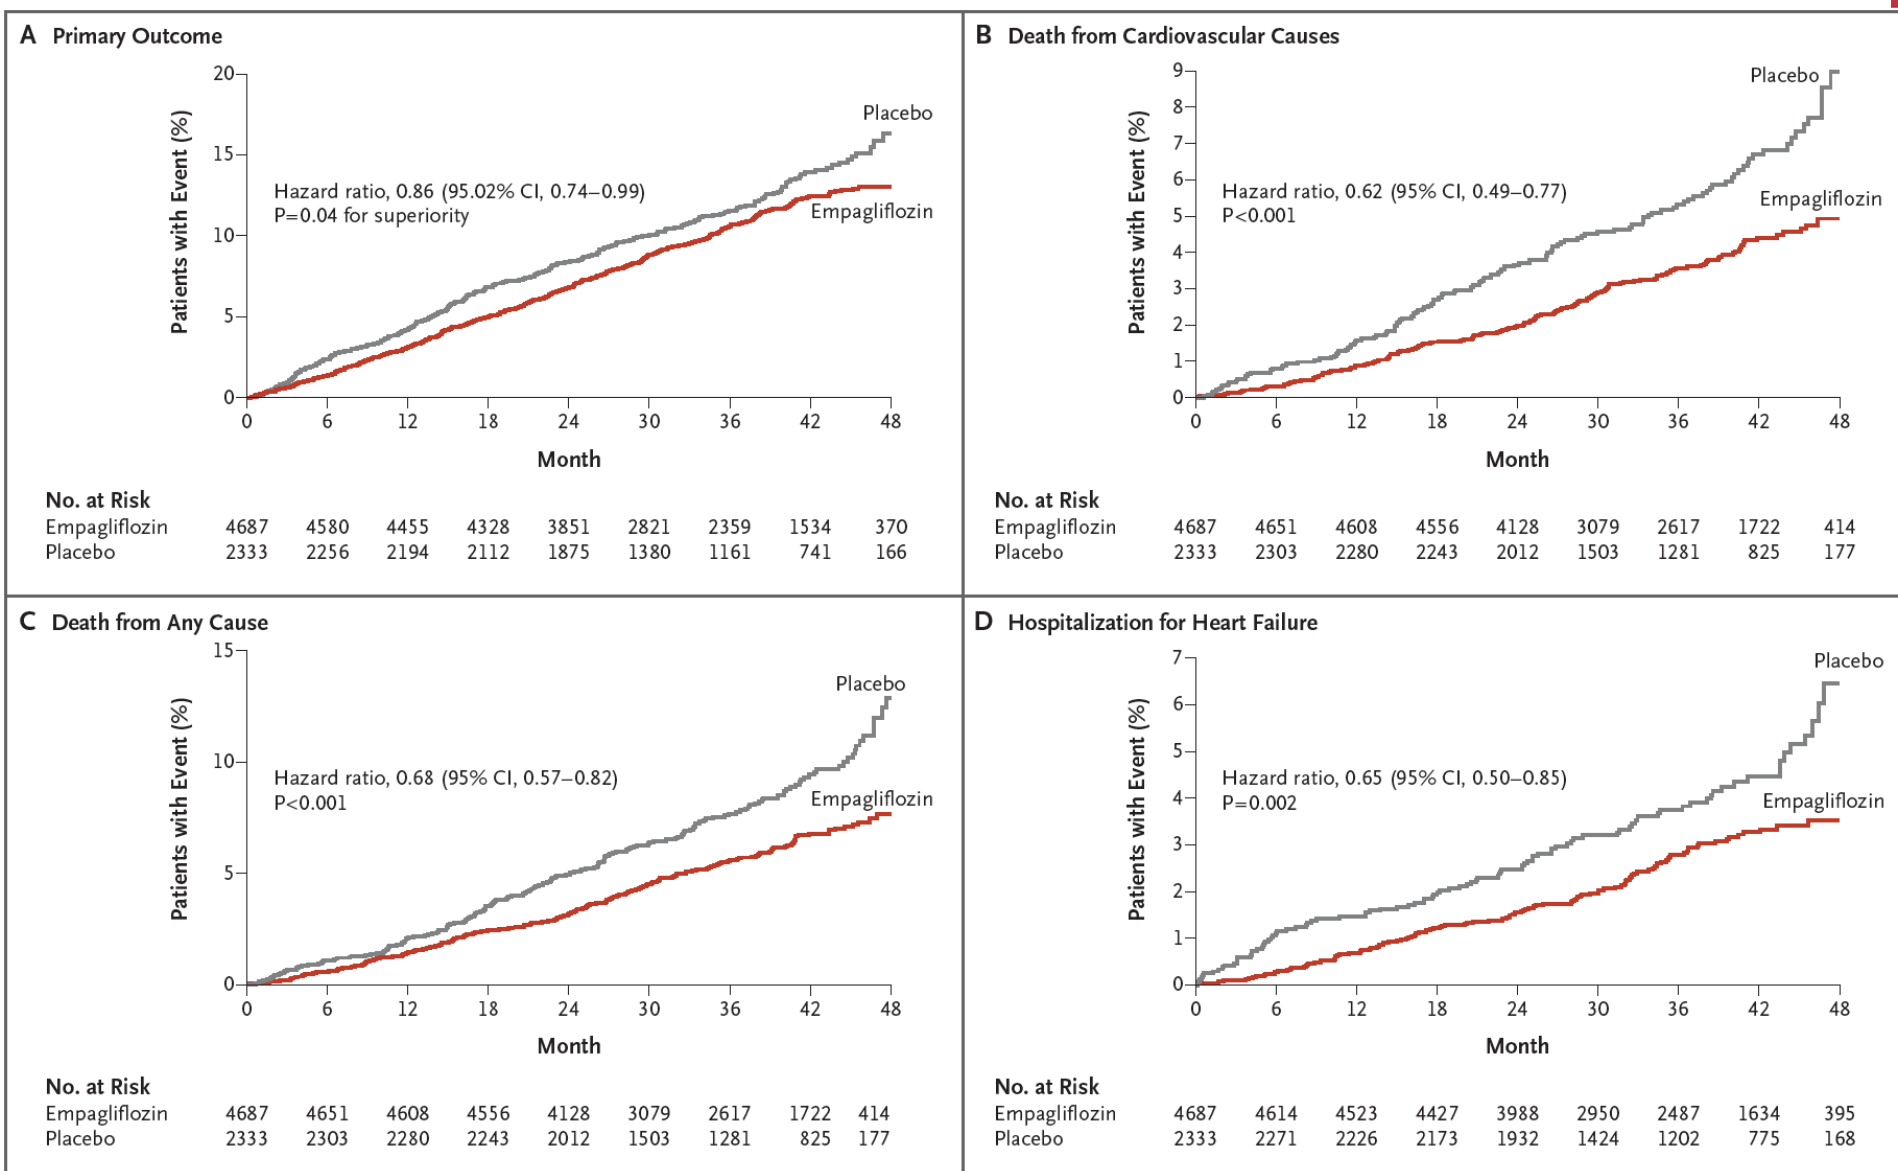 A Primary Outcome
20
15
10
5
0
Patients with Event (%)
Placebo
Hazard ratio, 0.86 (95.02% CI, 0.74–0.99)
P=0.04 for superiority
Empagliflozin
0 6 12 18 24 30 36 42 48
Month
No. at Risk
Empagliflozin 4687 4580 4455 4328 3851 2821 2359 1534 370
Placebo 2333 2256 2194 2112 1875 1380 1161 741 166
B Death from Cardiovascular Causes
9
8
7
6
5
4
3
2
1
0
Patients with Event (%)
Placebo
Hazard ratio, 0.62 (95% CI, 0.49–0.77)
P<0.001
Empagliflozin
0 6 12 18 24 30 36 42 48
Month
No. at Risk
Empagliflozin 4687 4651 4608 4556 4128 3079 2617 1722 414
Placebo 2333 2303 2280 2243 2012 1503 1281 825 177
C Death from Any Cause
15
10
5
0
Patients with Event (%)
Placebo
Hazard ratio, 0.68 (95% CI, 0.57–0.82)
P<0.001
Empagliflozin
0 6 12 18 24 30 36 42 48
Month
No. at Risk
Empagliflozin 4687 4651 4608 4556 4128 3079 2617 1722 414
Placebo 2333 2303 2280 2243 2012 1503 1281 825 177
D Hospitalization for Heart Failure
7
6
5
4
3
2
1
0
Patients with Event (%)
Placebo
Hazard ratio, 0.65 (95% CI, 0.50–0.85)
P=0.002
Empagliflozin
0 6 12 18 24 30 36 42 48
Month
No. at Risk
Empagliflozin 4687 4614 4523 4427 3988 2950 2487 1634 395
Placebo 2333 2271 2226 2173 1932 1424 1202 775 168